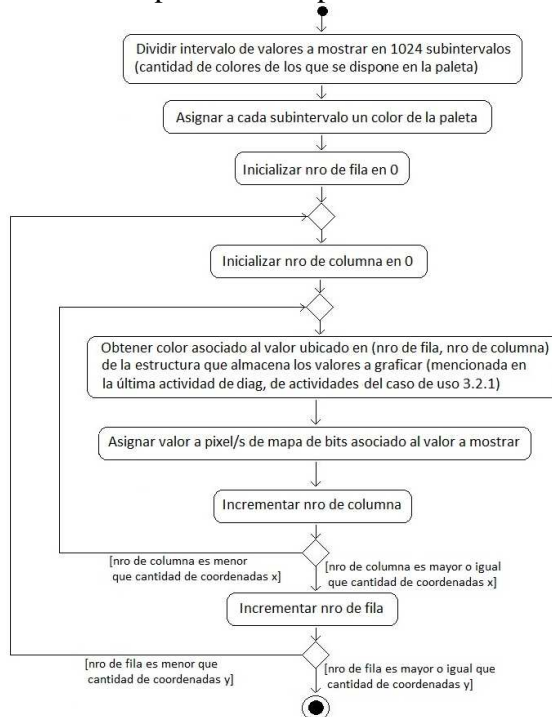 Dividir intervalo de valores a mostrar en 1024 subintervalos
(cantidad de colores de los que se dispone en la paleta)
Asignar a cada subintervalo un color de la paleta
Inicializar nro de fila en 0
Inicializar nro de columna en 0
Obtener color asociado al valor ubicado en (nro de fila, nro de columna)
de la estructura que almacena los valores a graficar (mencionada en
la última actividad de diag, de actividades del caso de uso 3.2.1)
Asignar valor a pixel/s de mapa de bits asociado al valor a mostrar
Incrementar nro de columna
[nro de columna es menor
que cantidad de coordenadas x]
[nro de columna es mayor o igual
que cantidad de coordenadas x]
Incrementar nro de fila
[nro de fila es menor que
cantidad de coordenadas y]
[nro de fila es mayor o igual que
cantidad de coordenadas y]